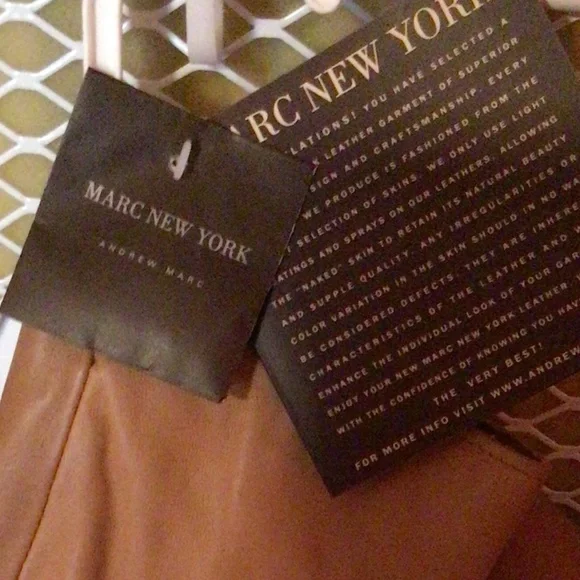 MARC NEW YORK
ANDREW MARC
MARC NEW YORK
LATIONS! YOU HAVE SELECTED A
LEATHER GARMENT OF SUPERIOR
SIGN AND CRAFTSMANSHIP. EVERY
WE PRODUCE IS FASHIONED FROM THE
SELECTION OF SKINS. WE ONLY USE LIGHT
ATINGS AND SPRAYS ON OUR LEATHERS, ALLOWING
THE "NAKED" SKIN TO RETAIN ITS NATURAL BEAUTY
AND SUPPLE QUALITY. ANY IRREGULARITIES OR
COLOR VARIATION IN THE SKIN SHOULD IN NO WAY
BE CONSIDERED DEFECTS. THEY ARE INHERE
CHARACTERISTICS OF THE LEATHER AND
ENHANCE THE INDIVIDUAL LOOK OF YOUR GAR
ENJOY YOUR NEW MARC NEW YORK LEATHER
WITH THE CONFIDENCE OF KNOWING YOU HAV
THE VERY BEST!
FOR MORE INFO VISIT WWW.ANDREW